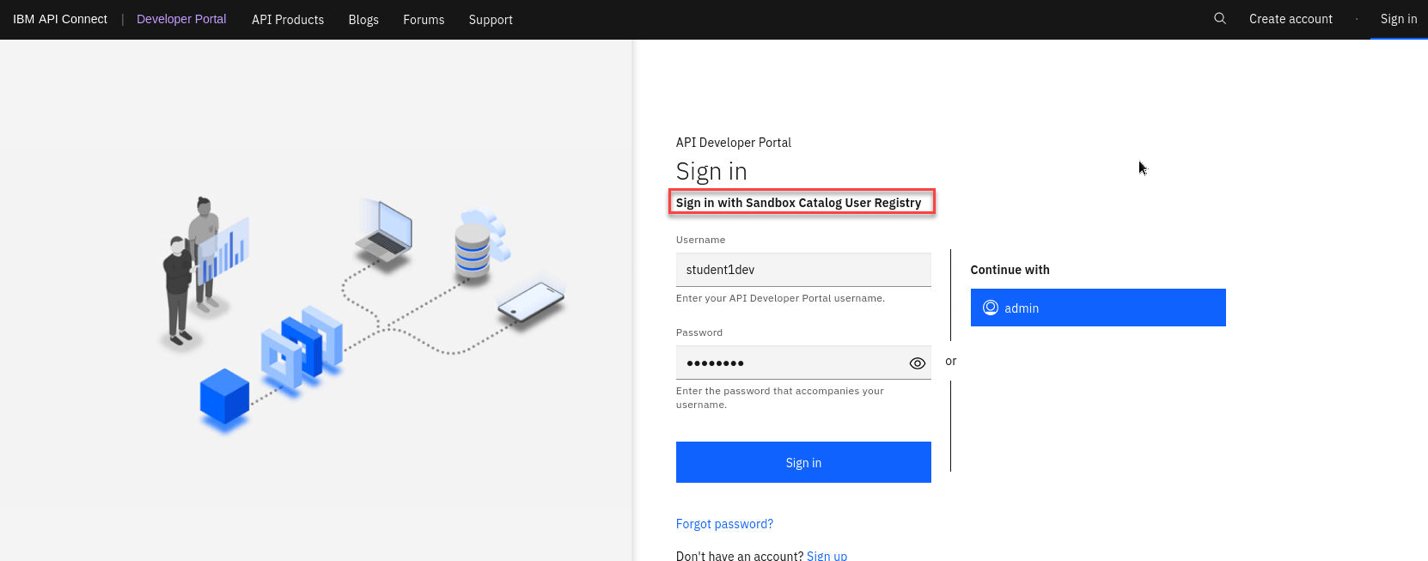 IBM API Connect | Developer Portal API Products Blogs Forums Support Create account · Sign in
API Developer Portal
Sign in
Sign in with Sandbox Catalog User Registry
Username
student1dev
Enter your API Developer Portal username.
Password
••••••••
Enter the password that accompanies your
username.
Sign in
Forgot password?
Don't have an account? Sign up
or
Continue with
admin